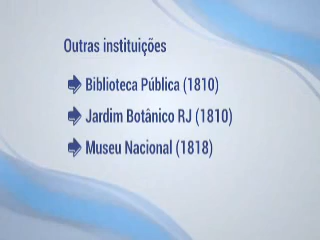 Outras instituições
Biblioteca Pública (1810)
Jardim Botânico RJ (1810)
Museu Nacional (1818)